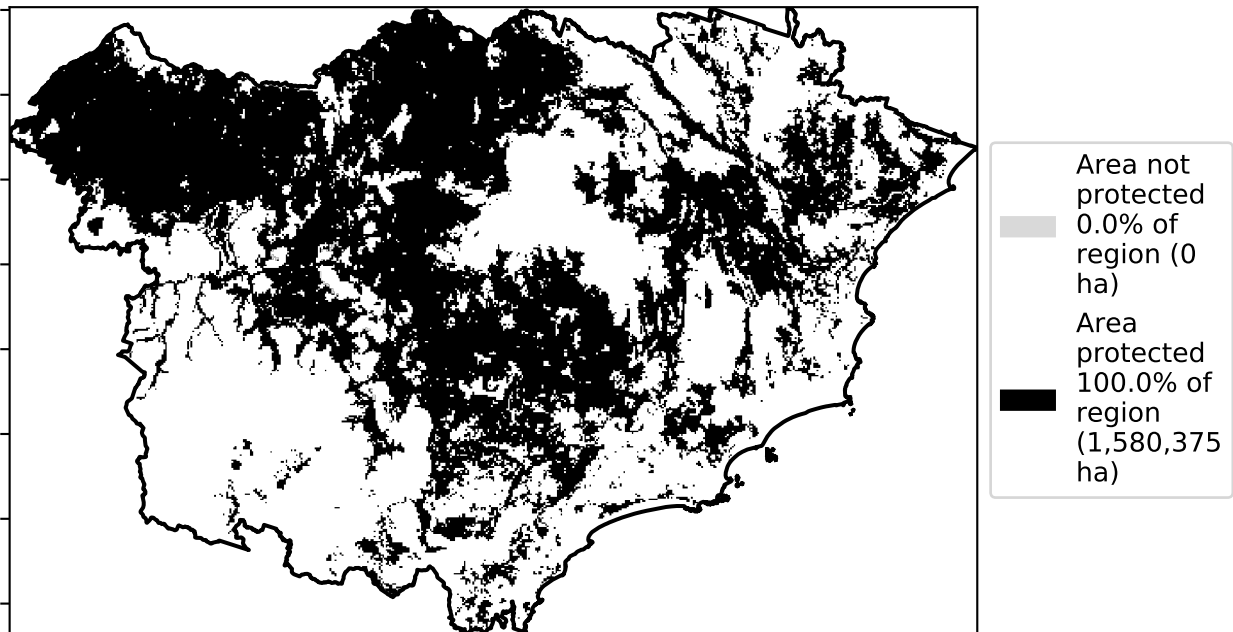 Area not
protected
0.0% of
region (0
ha)
Area
protected
100.0% of
region
(1,580,375
ha)